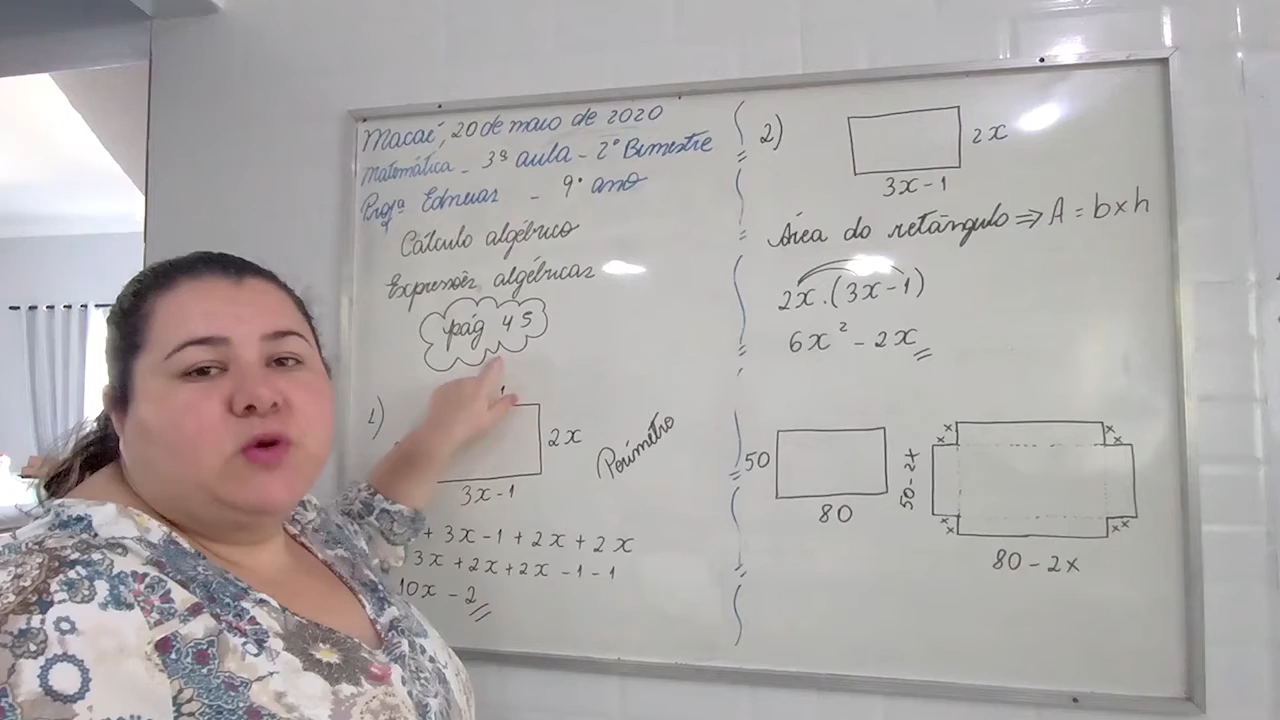 Macaé, 20 de maio de 2020
Matemática - 3ª aula - 2º Bimestre
Profª - 9º ano
Cálculo algébrico
Expressões algébricas
pág 45
1)
2x
3x-1
Perímetro
+ 3x-1 + 2x + 2x
3x + 2x + 2x - 1 - 1
10x - 2
2)
2x
3x-1
Área do retângulo ⇒ A = b x h
2x.(3x-1)
6x² - 2x
50
80
x x
x x
50-2x
x x
x x
80-2x